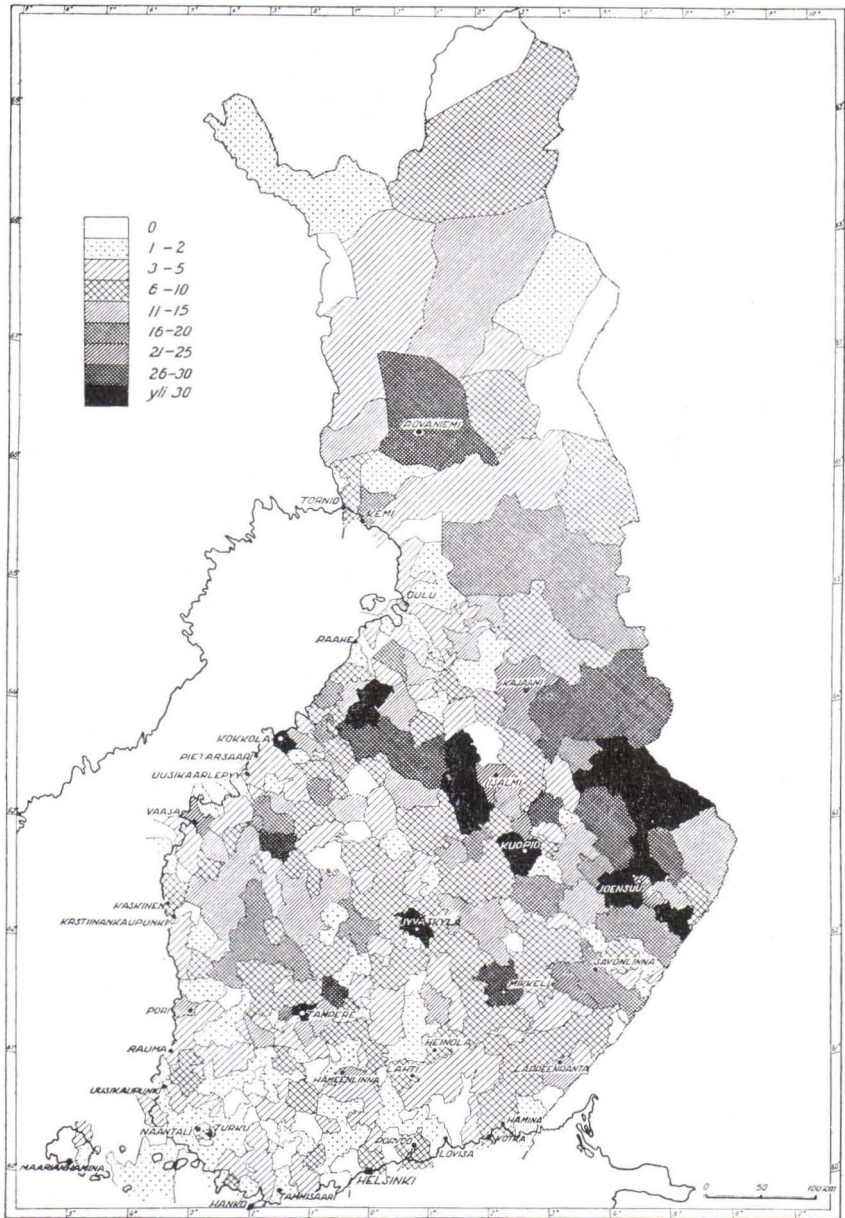 0
1 - 2
3 - 5
6 - 10
11 - 15
16 - 20
21 - 25
26 - 30
yli 30
ROVANIEMI
TORNIO
KEMI
OULU
RAAHE
KAJAANI
KOKKOLA
PIETARSAARI
UUSIKAARLEPYY
IISALMI
VAASA
KUOPIO
JOENSUU
KASKINEN
KRISTIINANKAUPUNKI
JYVÄSKYLÄ
SAVONLINNA
MIKKELI
PORI
TAMPERE
RAUMA
HEINOLA
LAHTI
LAPPEENRANTA
HÄMEENLINNA
UUSIKAUPUNKI
HAMINA
NAANTALI
TURKU
PORVOO
KOTKA
LOVIISA
MAARIANHAMINA
HELSINKI
TAMMISAARI
HANKO
0 50 100 km